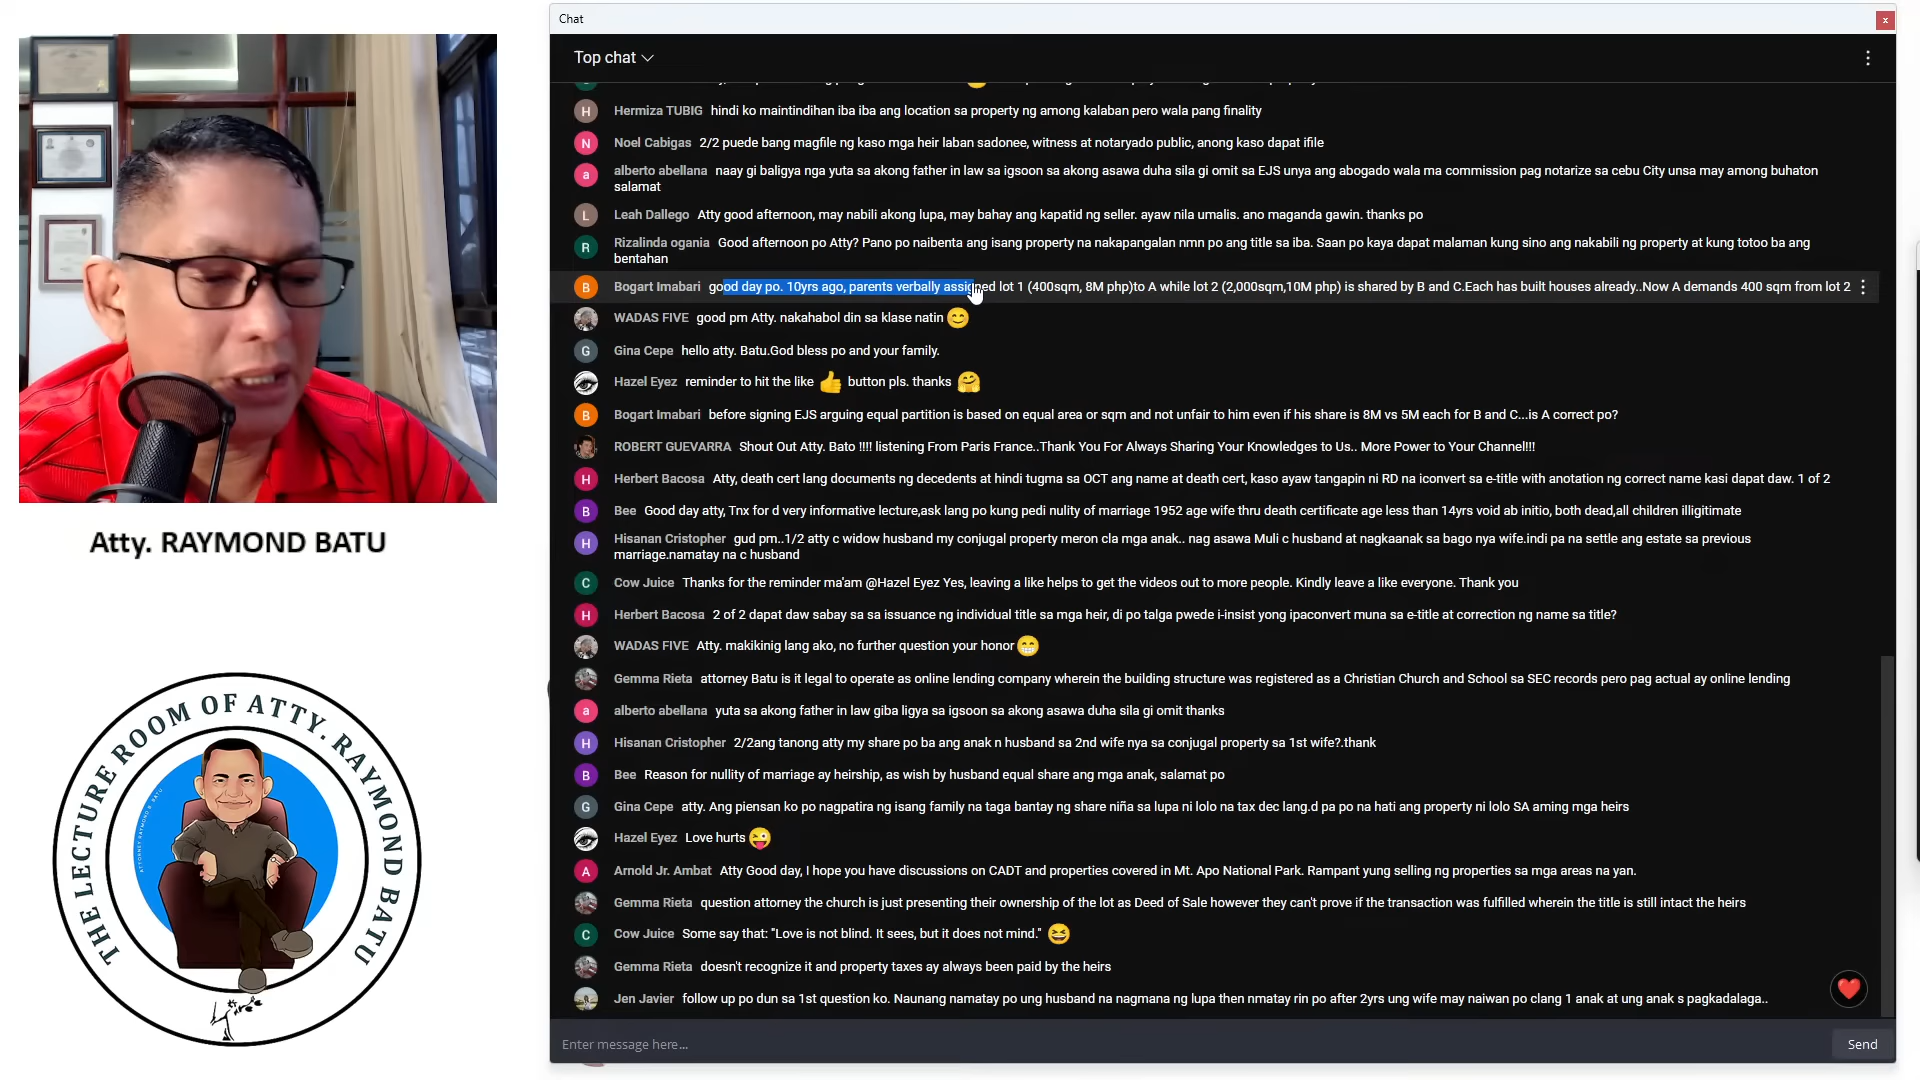 Chat
x
Top chat
H Hermiza TUBIG hindi ko maintindihan iba iba ang location sa property ng among kalaban pero wala pang finality
N Noel Cabigas 2/2 puede bang magfile ng kaso mga heir laban sadonee, witness at notaryado public, anong kaso dapat ifile
a alberto abellana naay gi baligya nga yuta sa akong father in law sa igsoon sa akong asawa duha sila gi omit sa EJS unya ang abogado wala ma commission pag notarize sa cebu City unsa may among buhaton
salamat
L Leah Dallego Atty good afternoon, may nabili akong lupa, may bahay ang kapatid ng seller. ayaw nila umalis. ano maganda gawin. thanks po
R Rizalinda ogania Good afternoon po Atty? Pano po naibenta ang isang property na nakapangalan nmn po ang title sa iba. Saan po kaya dapat malaman kung sino ang nakabili ng property at kung totoo ba ang
bentahan
B Bogart Imabari good day po. 10yrs ago, parents verbally assigned lot 1 (400sqm, 8M php)to A while lot 2 (2,000sqm,10M php) is shared by B and C.Each has built houses already..Now A demands 400 sqm from lot 2
WADAS FIVE good pm Atty. nakahabol din sa klase natin 😊
G Gina Cepe hello atty. Batu.God bless po and your family.
Hazel Eyez reminder to hit the like 👍 button pls. thanks 🤗
B Bogart Imabari before signing EJS arguing equal partition is based on equal area or sqm and not unfair to him even if his share is 8M vs 5M each for B and C...is A correct po?
ROBERT GUEVARRA Shout Out Atty. Bato !!!! listening From Paris France..Thank You For Always Sharing Your Knowledges to Us.. More Power to Your Channel!!!
H Herbert Bacosa Atty, death cert lang documents ng decedents at hindi tugma sa OCT ang name at death cert, kaso ayaw tangapin ni RD na iconvert sa e-title with anotation ng correct name kasi dapat daw. 1 of 2
B Bee Good day atty, Tnx for d very informative lecture,ask lang po kung pedi nulity of marriage 1952 age wife thru death certificate age less than 14yrs void ab initio, both dead,all children illigitimate
H Hisanan Cristopher gud pm..1/2 atty c widow husband my conjugal property meron cla mga anak.. nag asawa Muli c husband at nagkaanak sa bago nya wife.indi pa na settle ang estate sa previous
marriage.namatay na c husband
C Cow Juice Thanks for the reminder ma'am @Hazel Eyez Yes, leaving a like helps to get the videos out to more people. Kindly leave a like everyone. Thank you
H Herbert Bacosa 2 of 2 dapat daw sabay sa sa issuance ng individual title sa mga heir, di po talga pwede i-insist yong ipaconvert muna sa e-title at correction ng name sa title?
WADAS FIVE Atty. makikinig lang ako, no further question your honor 😁
Gemma Rieta attorney Batu is it legal to operate as online lending company wherein the building structure was registered as a Christian Church and School sa SEC records pero pag actual ay online lending
a alberto abellana yuta sa akong father in law giba ligya sa igsoon sa akong asawa duha sila gi omit thanks
H Hisanan Cristopher 2/2ang tanong atty my share po ba ang anak n husband sa 2nd wife nya sa conjugal property sa 1st wife?.thank
B Bee Reason for nullity of marriage ay heirship, as wish by husband equal share ang mga anak, salamat po
G Gina Cepe atty. Ang piensan ko po nagpatira ng isang family na taga bantay ng share niña sa lupa ni lolo na tax dec lang.d pa po na hati ang property ni lolo SA aming mga heirs
Hazel Eyez Love hurts 😜
A Arnold Jr. Ambat Atty Good day, I hope you have discussions on CADT and properties covered in Mt. Apo National Park. Rampant yung selling ng properties sa mga areas na yan.
Gemma Rieta question attorney the church is just presenting their ownership of the lot as Deed of Sale however they can't prove if the transaction was fulfilled wherein the title is still intact the heirs
C Cow Juice Some say that: "Love is not blind. It sees, but it does not mind." 😆
Gemma Rieta doesn't recognize it and property taxes ay always been paid by the heirs
Jen Javier follow up po dun sa 1st question ko. Naunang namatay po ung husband na nagmana ng lupa then nmatay rin po after 2yrs ung wife may naiwan po clang 1 anak at ung anak s pagkadalaga..
Enter message here...
Send
Atty. RAYMOND BATU
THE LECTURE ROOM OF ATTY. RAYMOND BATU
ATTORNEY RAYMOND B. BATU